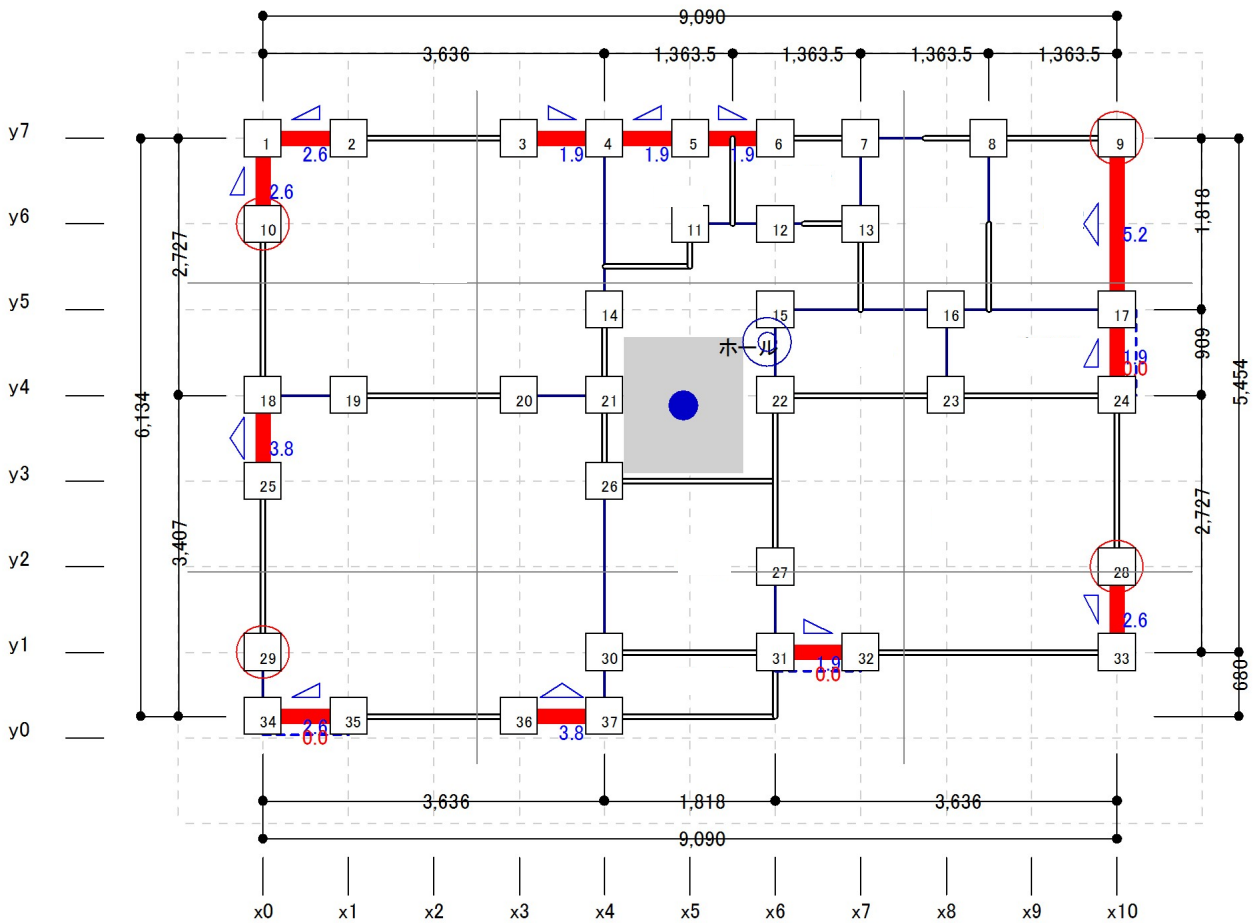 9,090
3,636 1,363.5 1,363.5 1,363.5 1,363.5
y7 1 2 3 4 5 6 7 8 9
2.6 1.9 1.9 1.9
2.6
y6 10 11 12 13 5.2 1,818
2,727
y5 14 15 16 17
ホール 1.9 909
0.0
6,134 5,454
y4 18 19 20 21 22 23 24
3.8
y3 25 26
2,727
3,407
y2 27 28
2.6
y1 29 30 31 32 33
1.9
0.0
680
34 35 36 37
y0 2.6 3.8
0.0
3,636 1,818 3,636
9,090
x0 x1 x2 x3 x4 x5 x6 x7 x8 x9 x10